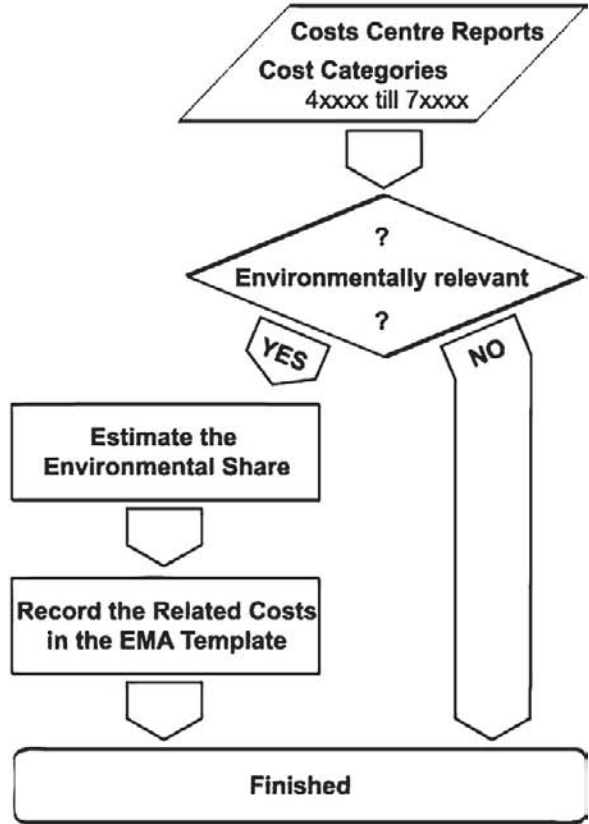 Costs Centre Reports
Cost Categories
4xxxx till 7xxxx
?
Environmentally relevant
?
YES
NO
Estimate the
Environmental Share
Record the Related Costs
in the EMA Template
Finished